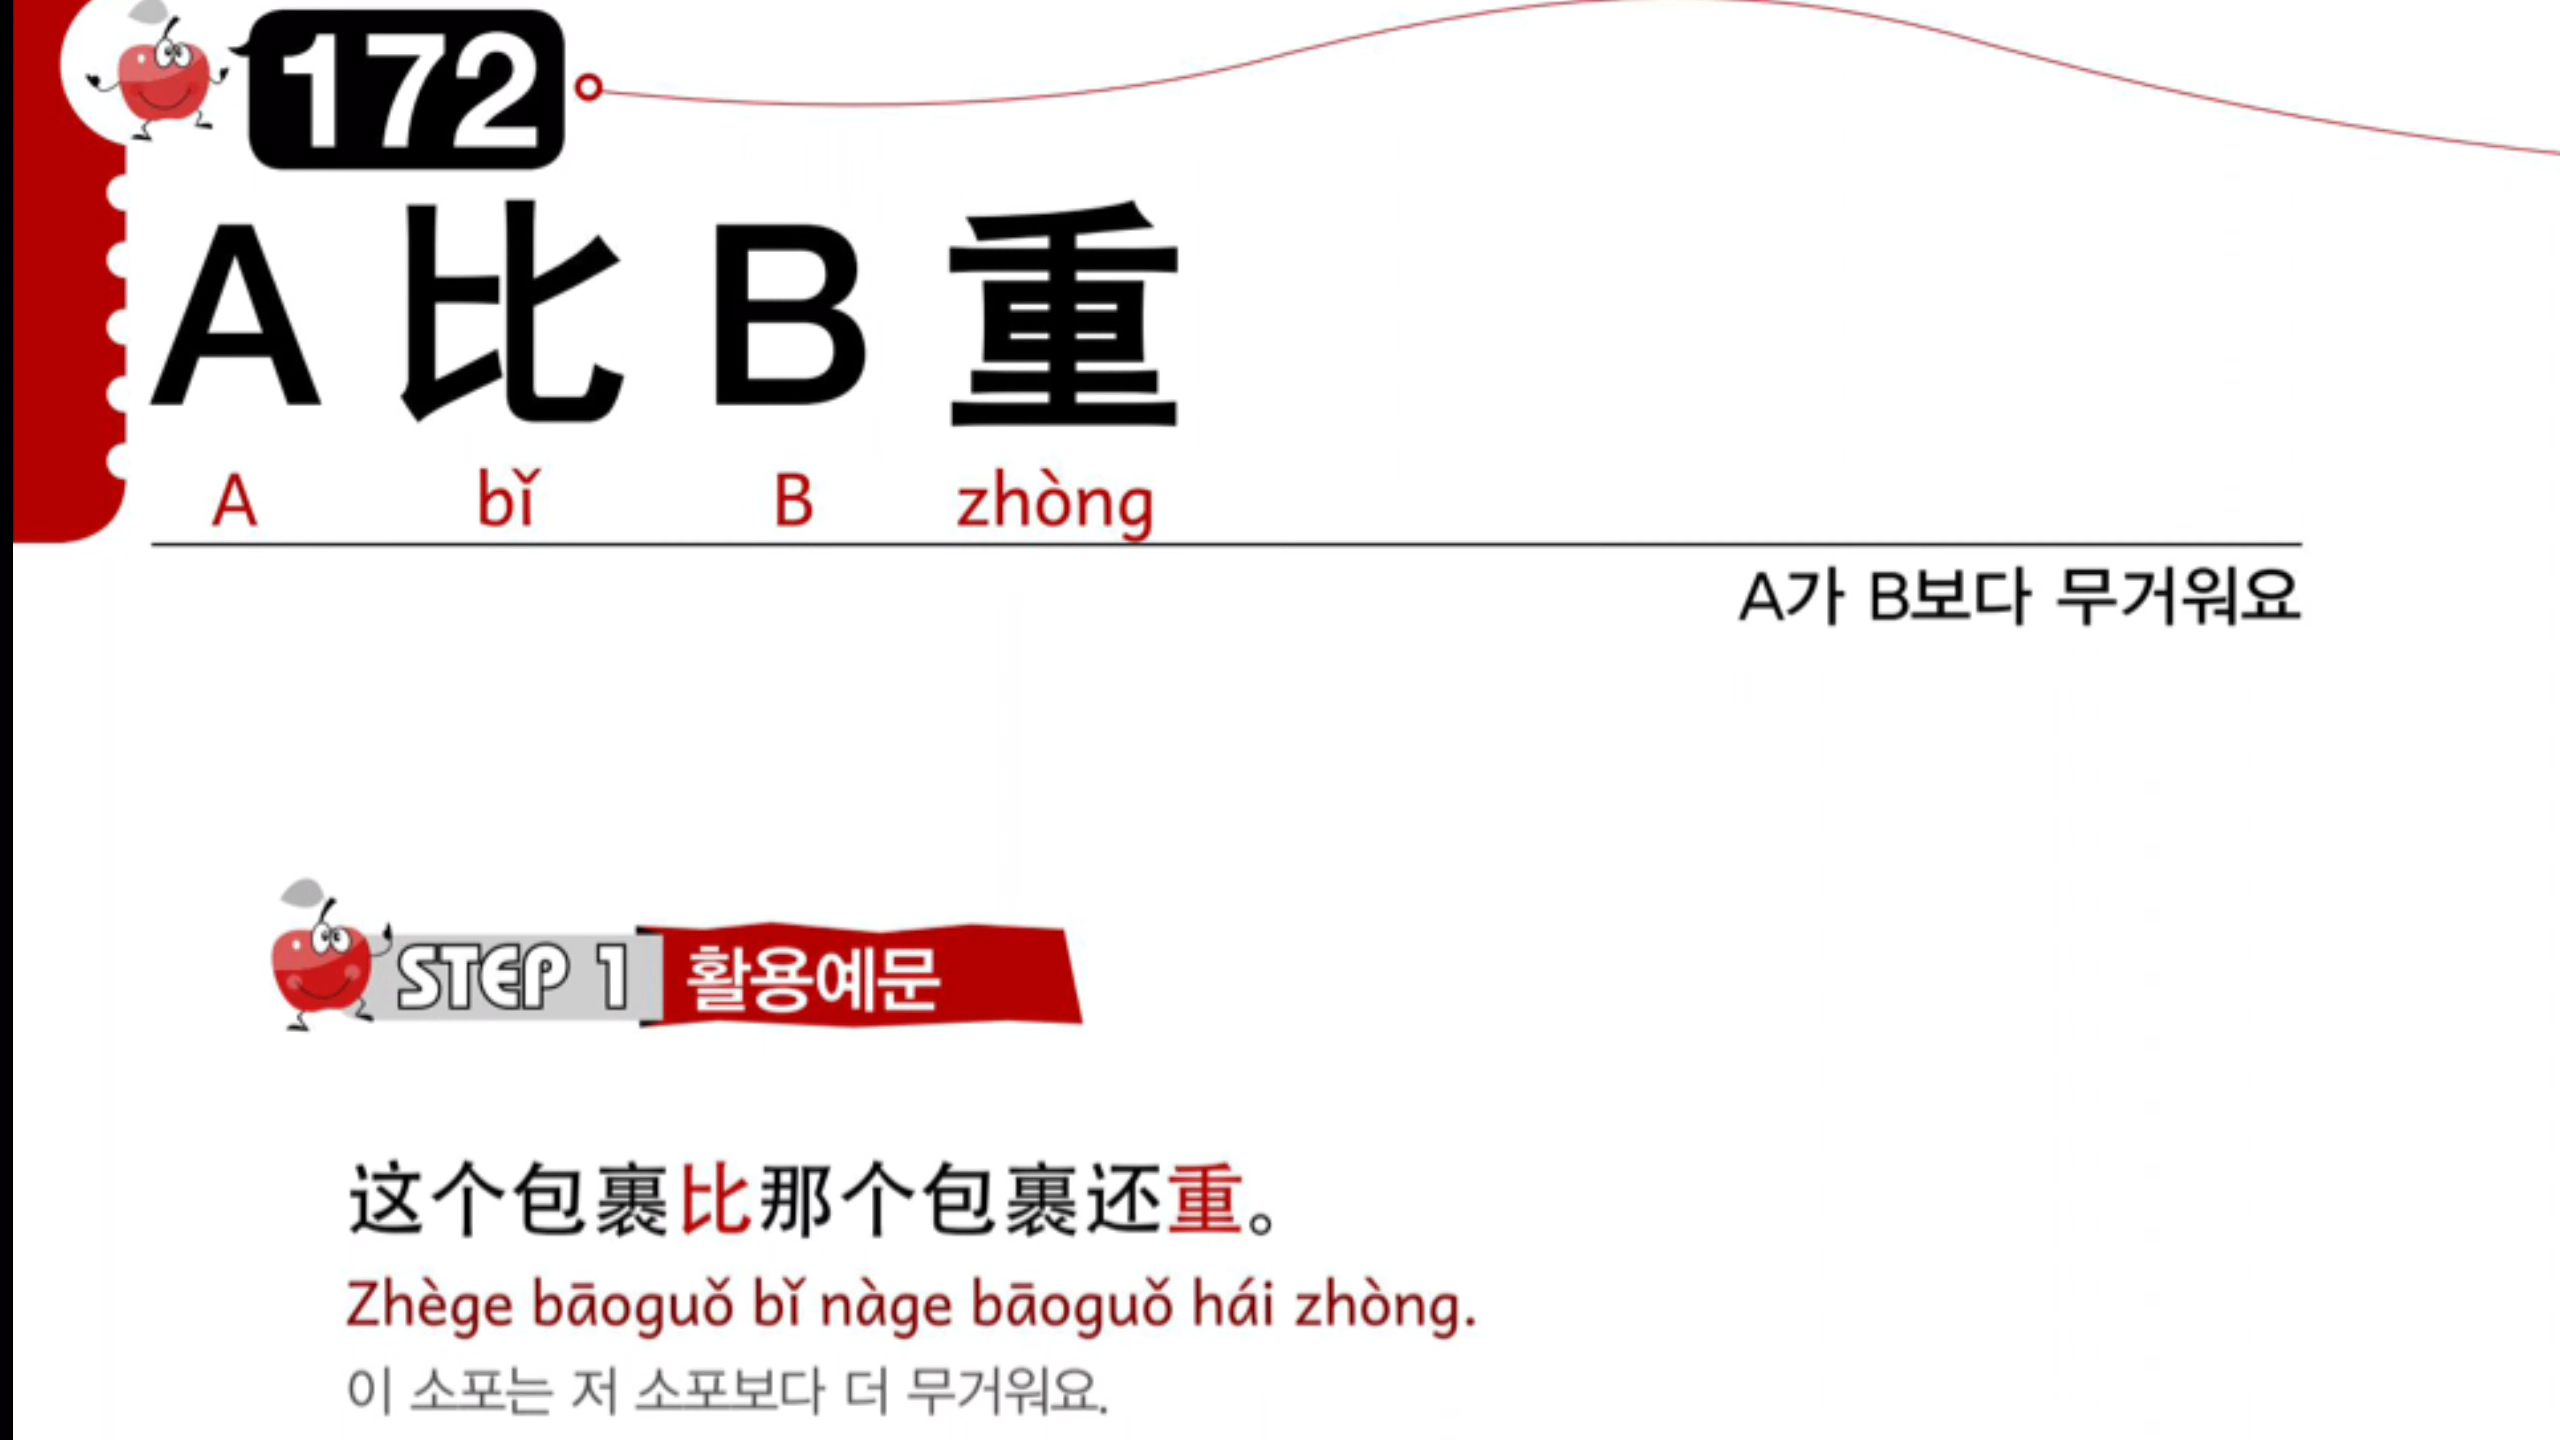 172
A 比 B 重
A bǐ B zhòng
A가 B보다 무거워요
STEP 1 활용예문
这个包裹比那个包裹还重。
Zhège bāoguǒ bǐ nàge bāoguǒ hái zhòng.
이 소포는 저 소포보다 더 무거워요.